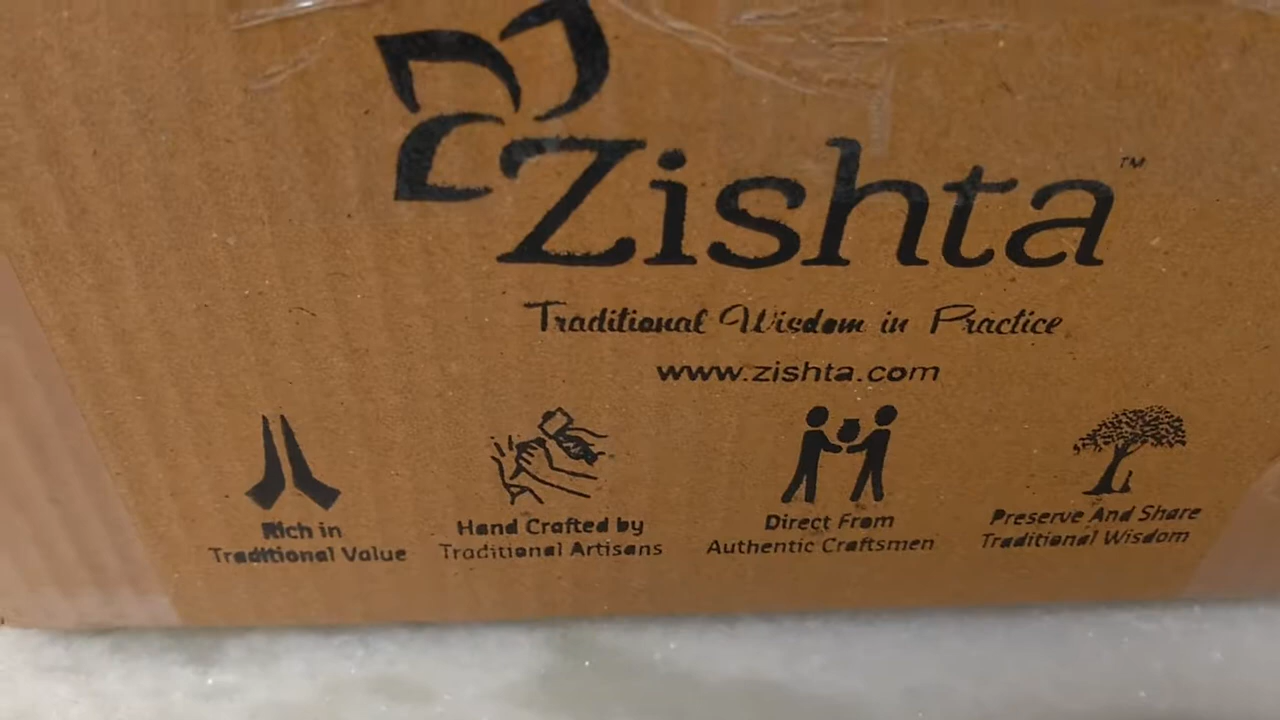 Zishta™
Traditional Wisdom in Practice
www.zishta.com
Rich in
Traditional Value
Hand Crafted by
Traditional Artisans
Direct From
Authentic Craftsmen
Preserve And Share
Traditional Wisdom